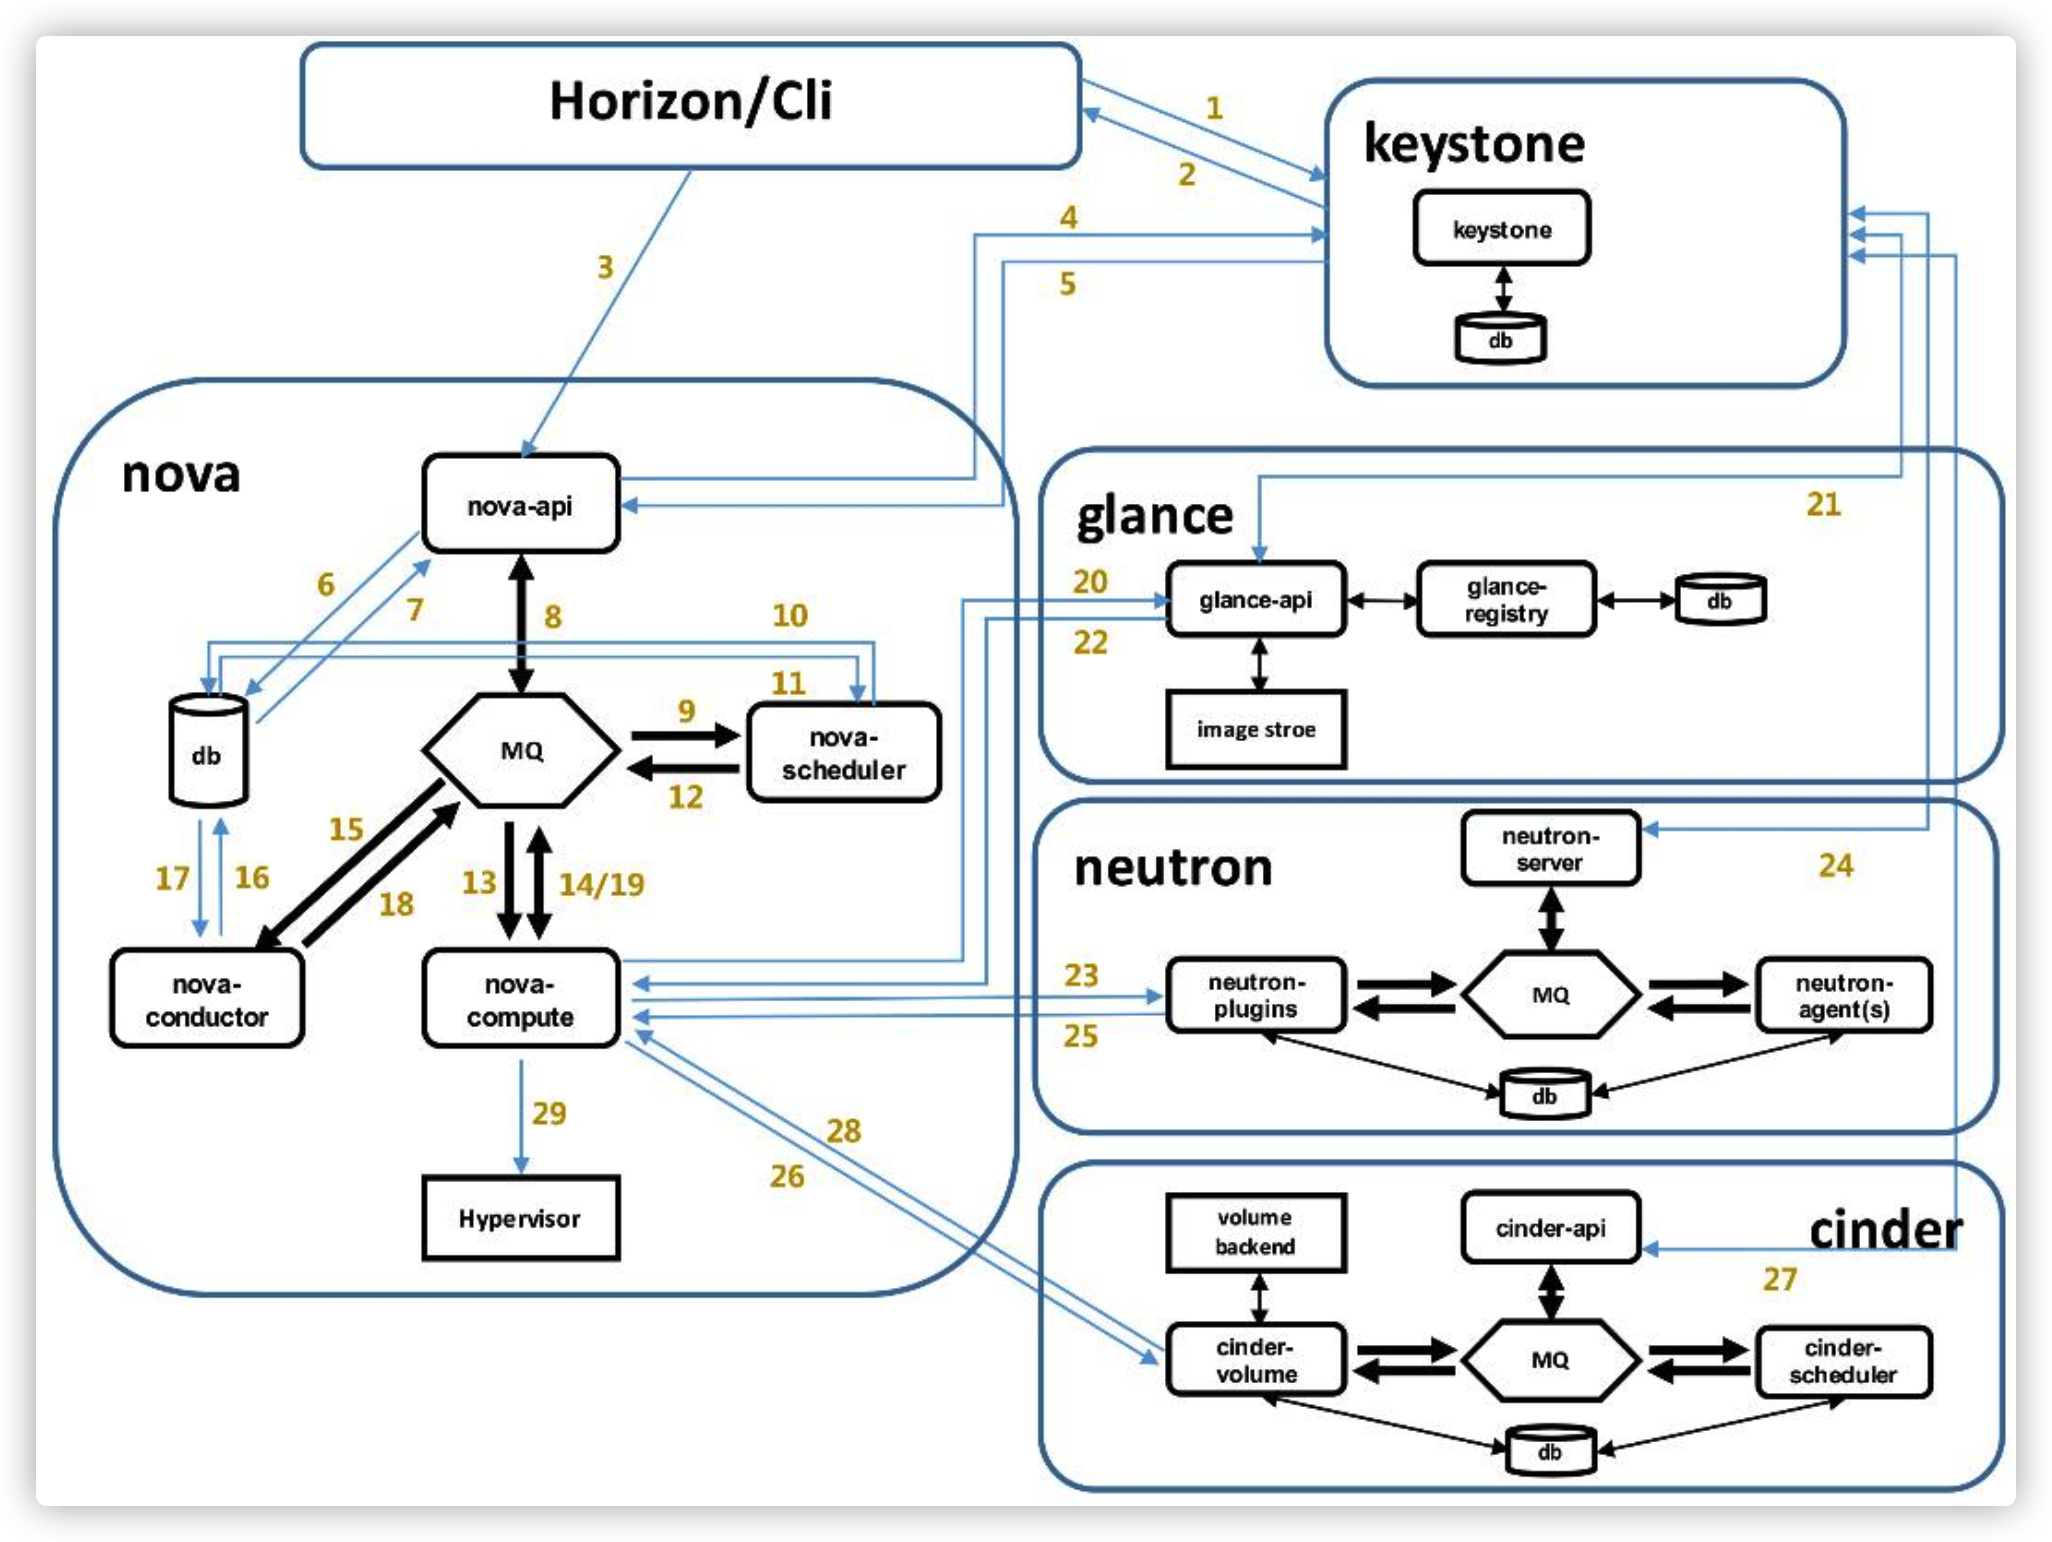 Horizon/Cli
1
2
keystone
keystone
db
3
4
5
nova
nova-api
6
7
8
10
11
db
MQ
9
12
nova-
scheduler
15
18
17
16
13
14/19
nova-
conductor
nova-
compute
29
Hypervisor
glance
21
20
22
glance-api
glance-
registry
db
image stroe
neutron
neutron-
server
24
23
25
neutron-
plugins
MQ
neutron-
agent(s)
db
28
26
cinder
volume
backend
cinder-api
27
cinder-
volume
MQ
cinder-
scheduler
db